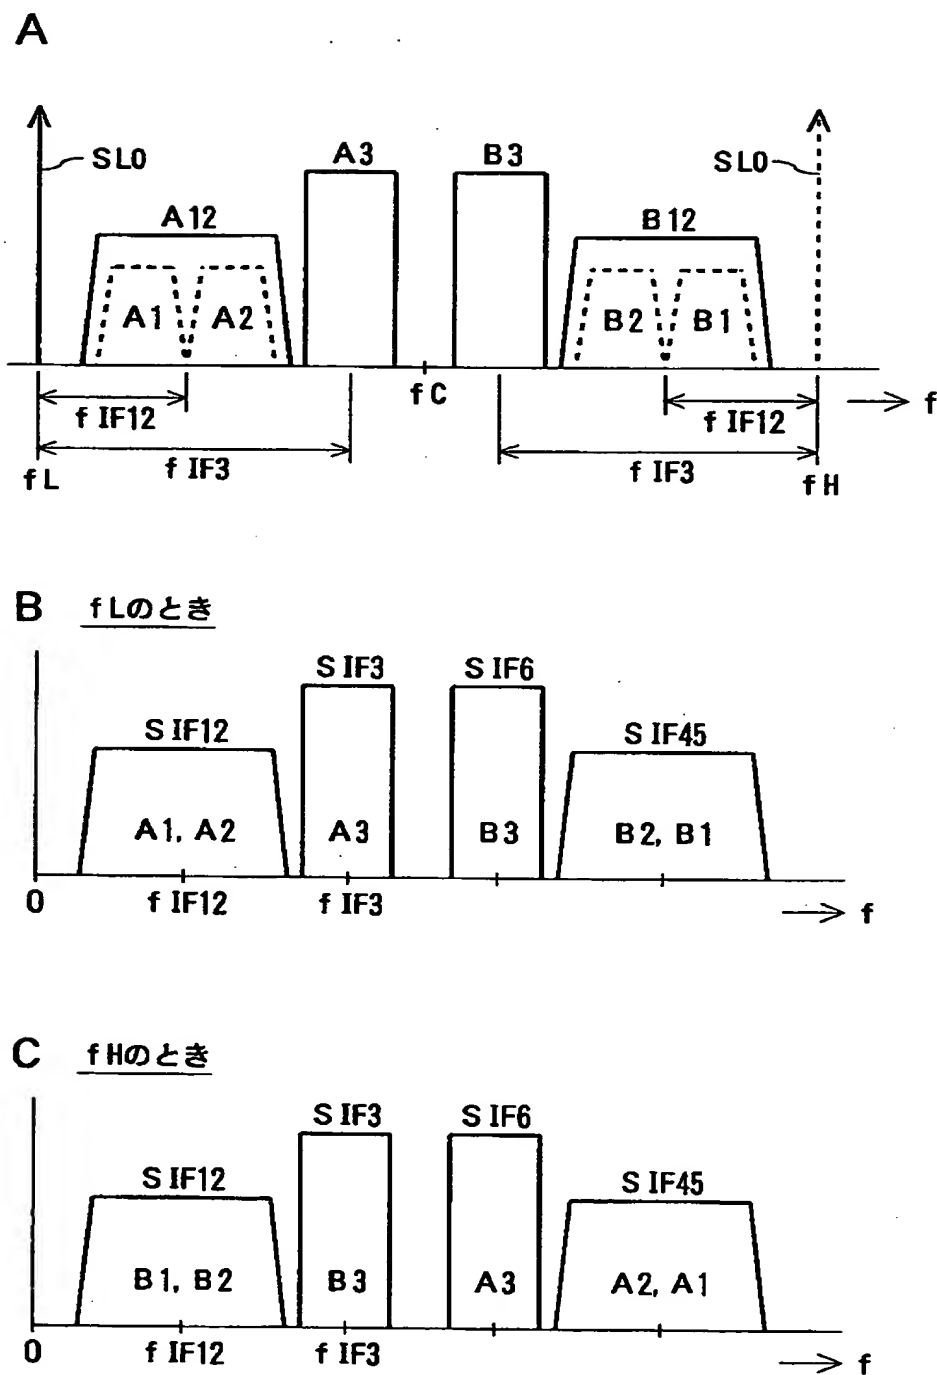 A
SL0
A3
B3
SL0
A12
B12
A1
A2
B2
B1
fC
f
f IF12
f IF12
f IF3
f IF3
fL
fH
B fLのとき
S IF3
S IF6
S IF12
S IF45
A1, A2
A3
B3
B2, B1
0
f IF12
f IF3
f
C fHのとき
S IF3
S IF6
S IF12
S IF45
B1, B2
B3
A3
A2, A1
0
f IF12
f IF3
f